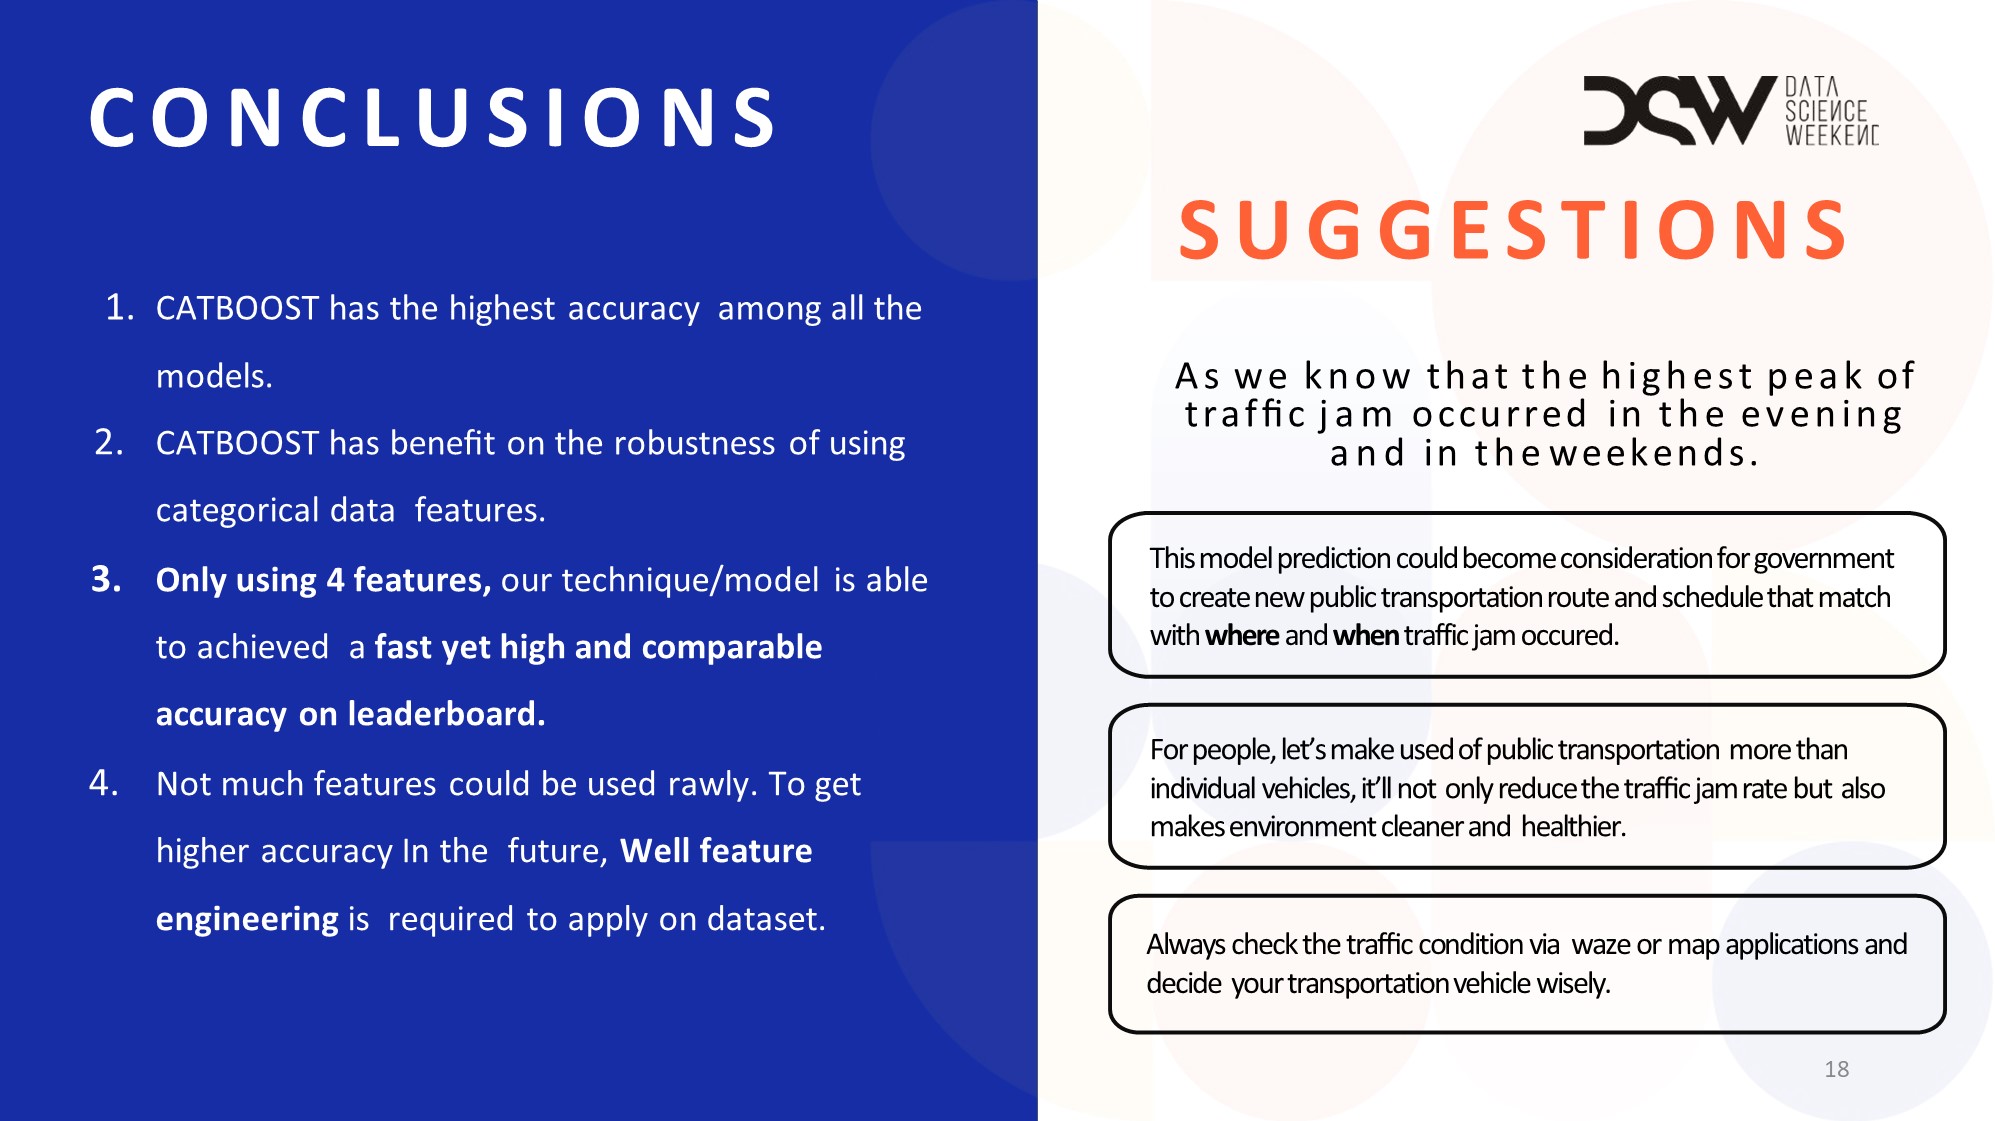 CONCLUSIONS
1. CATBOOST has the highest accuracy among all the
models.
2. CATBOOST has benefit on the robustness of using
categorical data features.
3. Only using 4 features, our technique/model is able
to achieved a fast yet high and comparable
accuracy on leaderboard.
4. Not much features could be used rawly. To get
higher accuracy In the future, Well feature
engineering is required to apply on dataset.
DSW
DATA
SCIENCE
WEEKEND
SUGGESTIONS
As we know that the highest peak of
traffic jam occurred in the evening
and in the weekends.
This model prediction could become consideration for government
to create new public transportation route and schedule that match
with where and when traffic jam occured.
For people, let’s make used of public transportation more than
individual vehicles, it’ll not only reduce the traffic jam rate but also
makes environment cleaner and healthier.
Always check the traffic condition via waze or map applications and
decide your transportation vehicle wisely.
18